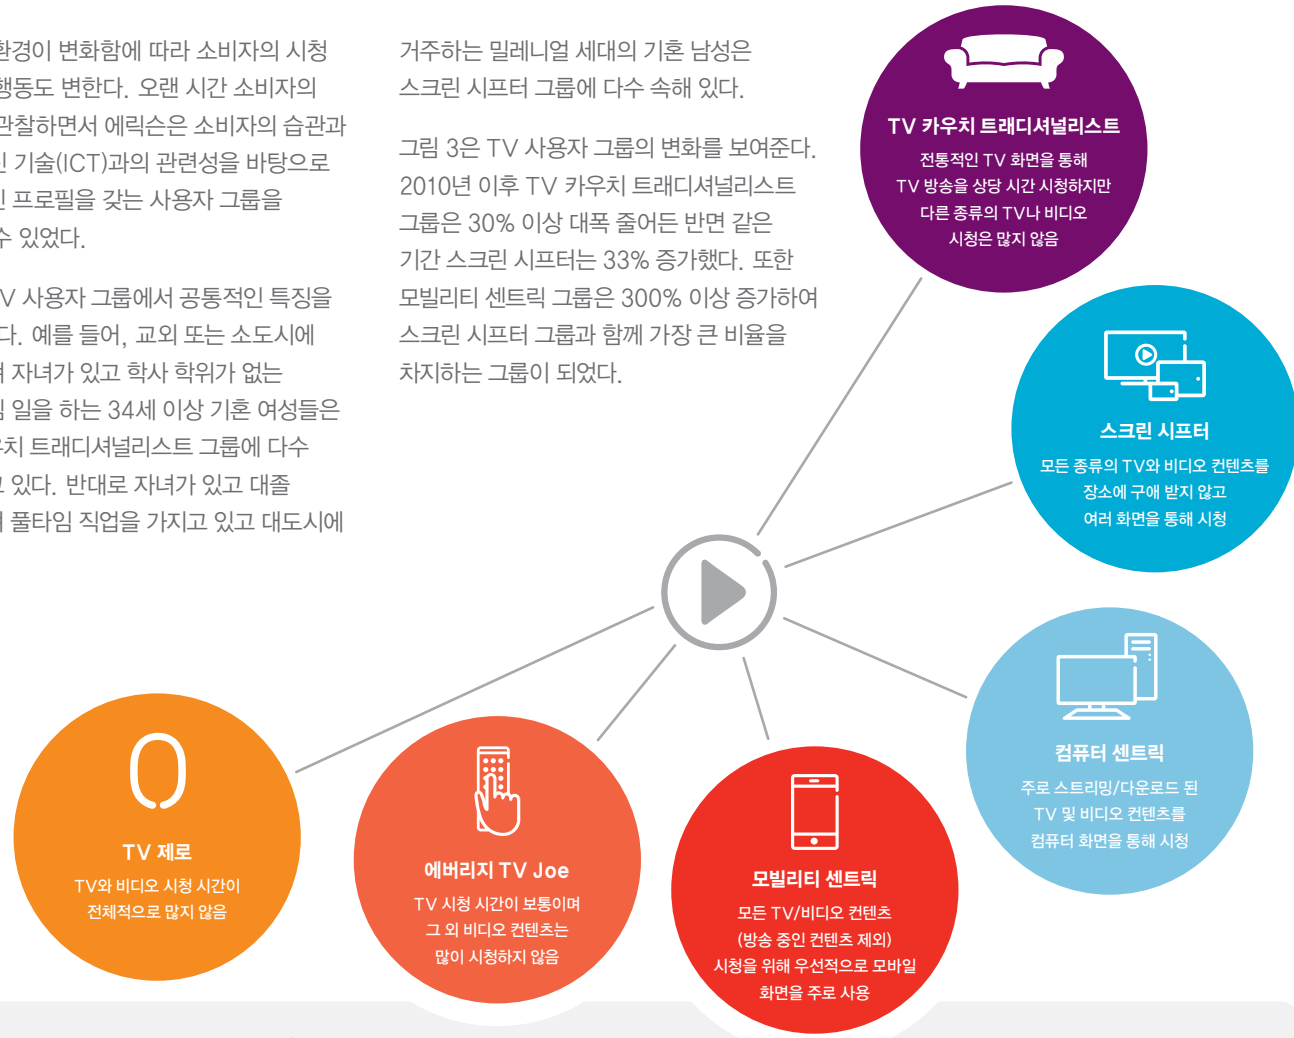 환경이 변화함에 따라 소비자의 시청
행동도 변한다. 오랜 시간 소비자의
관찰하면서 에릭슨은 소비자의 습관과
기술(ICT)과의 관련성을 바탕으로
프로필을 갖는 사용자 그룹을
수 있었다.
TV 사용자 그룹에서 공통적인 특징을
다. 예를 들어, 교외 또는 소도시에
자녀가 있고 학사 학위가 없는
일을 하는 34세 이상 기혼 여성들은
트래디셔널리스트 그룹에 다수
있다. 반대로 자녀가 있고 대졸
풀타임 직업을 가지고 있고 대도시에
거주하는 밀레니얼 세대의 기혼 남성은
스크린 시프터 그룹에 다수 속해 있다.
그림 3은 TV 사용자 그룹의 변화를 보여준다.
2010년 이후 TV 카우치 트래디셔널리스트
그룹은 30% 이상 대폭 줄어든 반면 같은
기간 스크린 시프터는 33% 증가했다. 또한
모빌리티 센트릭 그룹은 300% 이상 증가하여
스크린 시프터 그룹과 함께 가장 큰 비율을
차지하는 그룹이 되었다.
TV 카우치 트래디셔널리스트
전통적인 TV 화면을 통해
TV 방송을 상당 시간 시청하지만
다른 종류의 TV나 비디오
시청은 많지 않음
스크린 시프터
모든 종류의 TV와 비디오 컨텐츠를
장소에 구애 받지 않고
여러 화면을 통해 시청
컴퓨터 센트릭
주로 스트리밍/다운로드 된
TV 및 비디오 컨텐츠를
컴퓨터 화면을 통해 시청
모빌리티 센트릭
모든 TV/비디오 컨텐츠
(방송 중인 컨텐츠 제외)
시청을 위해 우선적으로 모바일
화면을 주로 사용
에버리지 TV Joe
TV 시청 시간이 보통이며
그 외 비디오 컨텐츠는
많이 시청하지 않음
TV 제로
TV와 비디오 시청 시간이
전체적으로 많지 않음